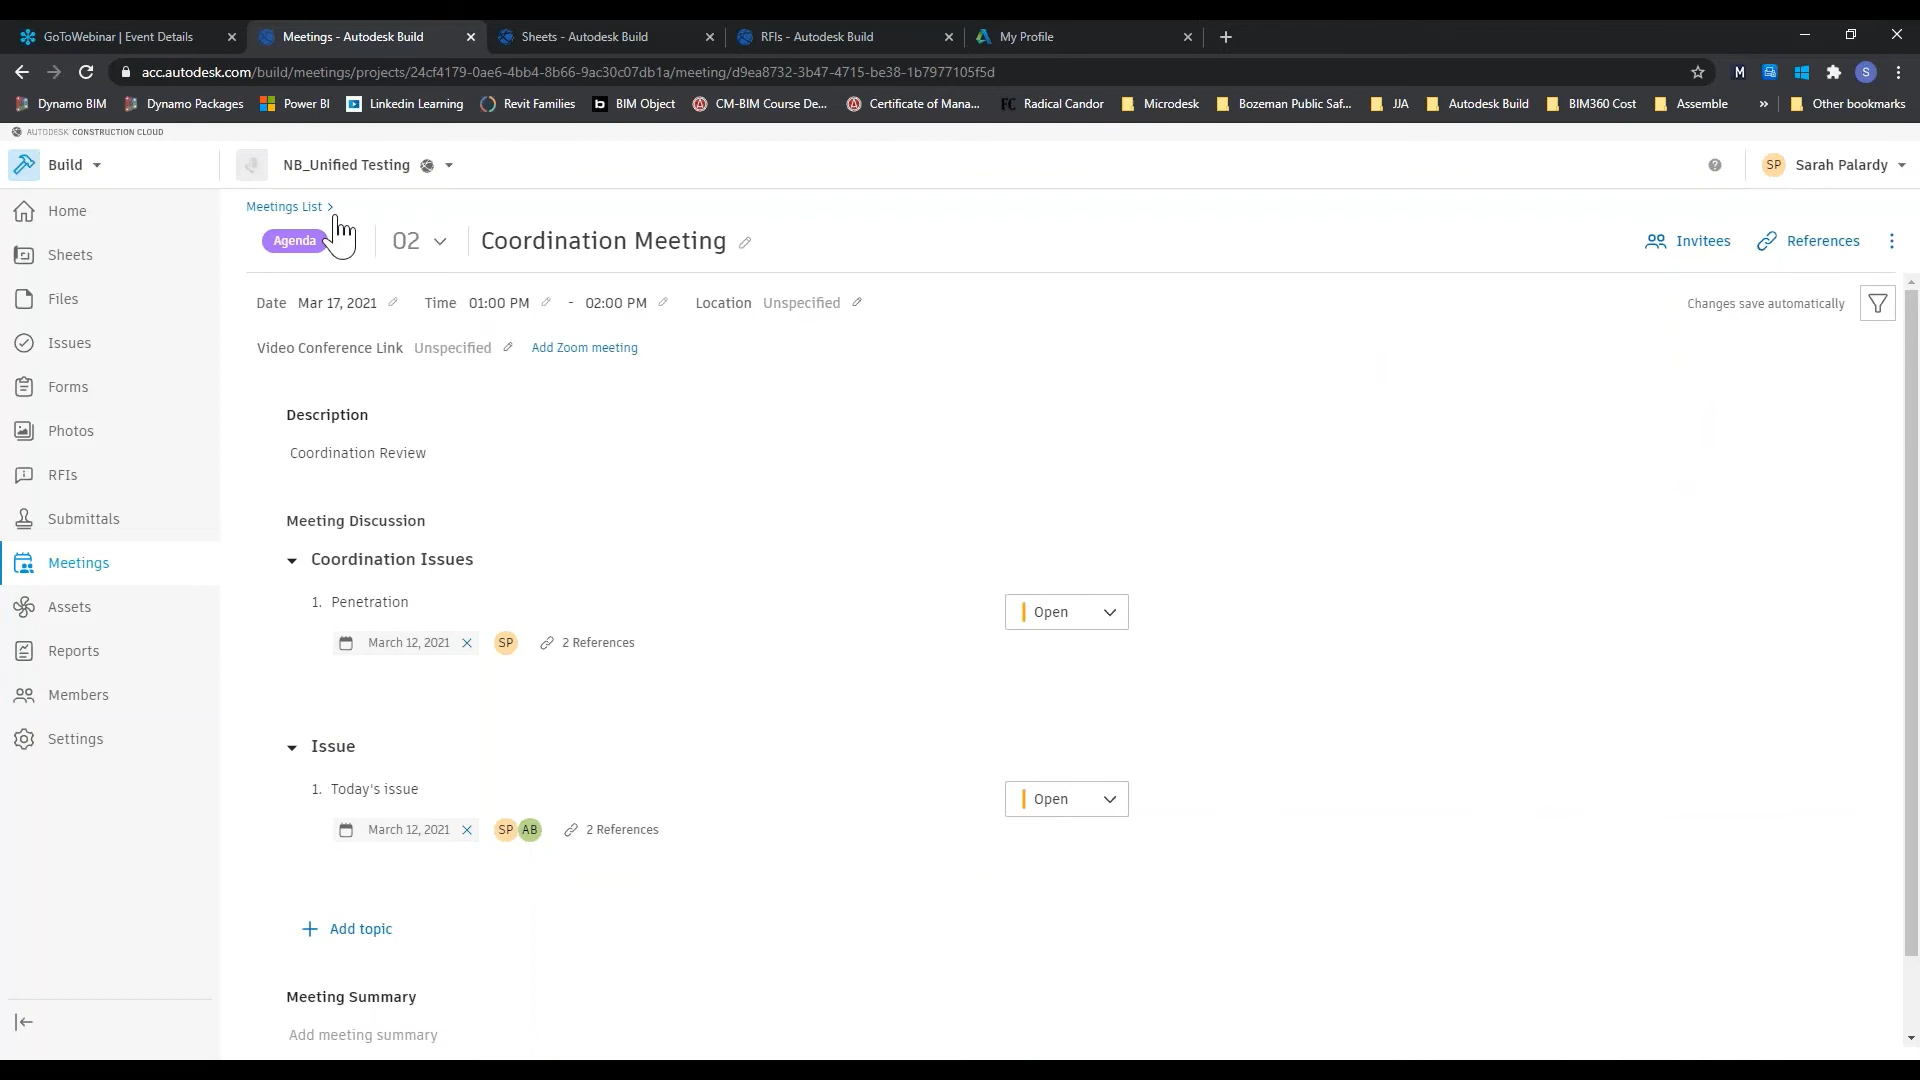 GoToWebinar | Event Details
Meetings - Autodesk Build
Sheets - Autodesk Build
RFIs - Autodesk Build
My Profile
acc.autodesk.com/build/meetings/projects/24cf4179-0ae6-4bb4-8b66-9ac30c07db1a/meeting/d9ea8732-3b47-4715-be38-1b7977105f5d
M
S
Dynamo BIM
Dynamo Packages
Power BI
Linkedin Learning
Revit Families
b BIM Object
CM-BIM Course De...
Certificate of Mana...
FC Radical Candor
Microdesk
Bozeman Public Saf...
JJA
Autodesk Build
BIM360 Cost
Assemble
»
Other bookmarks
AUTODESK CONSTRUCTION CLOUD
Build
NB_Unified Testing
SP Sarah Palardy
Home
Sheets
Files
Issues
Forms
Photos
RFIs
Submittals
Meetings
Assets
Reports
Members
Settings
Meetings List >
Agenda
02
Coordination Meeting
Invitees
References
Date Mar 17, 2021 Time 01:00 PM - 02:00 PM Location Unspecified
Changes save automatically
Video Conference Link Unspecified Add Zoom meeting
Description
Coordination Review
Meeting Discussion
Coordination Issues
1. Penetration
Open
March 12, 2021 SP 2 References
Issue
1. Today's issue
Open
March 12, 2021 SP AB 2 References
+ Add topic
Meeting Summary
Add meeting summary